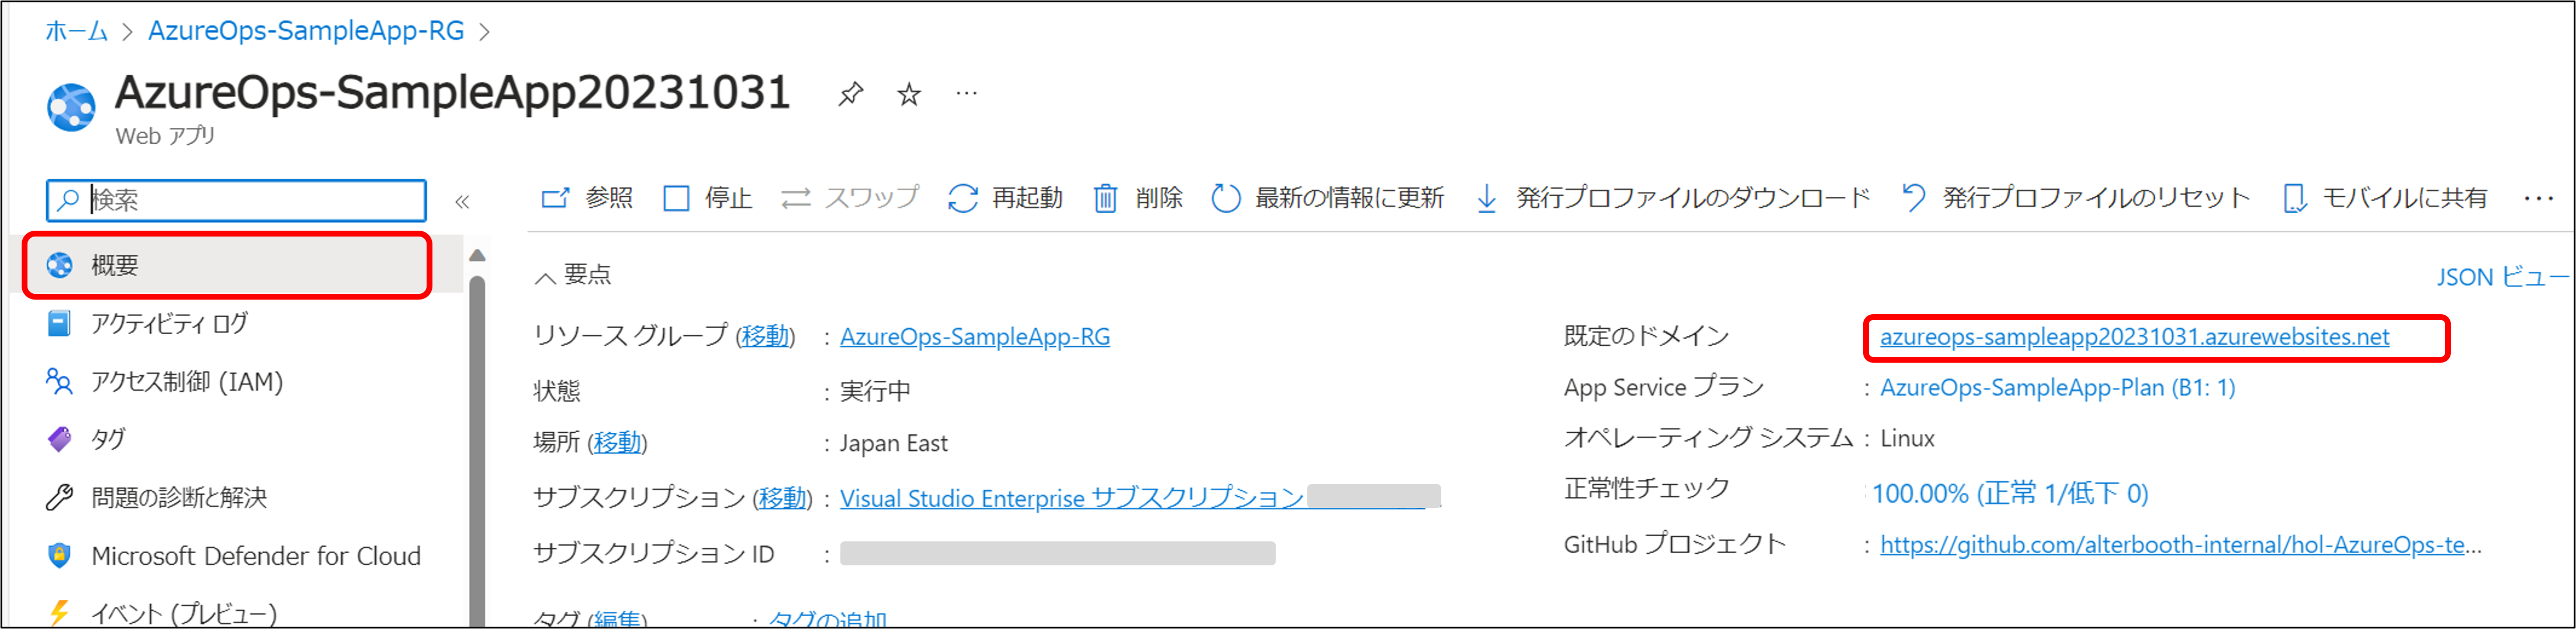 ホーム > AzureOps-SampleApp-RG >
AzureOps-SampleApp20231031
Web アプリ
検索
概要
アクティビティ ログ
アクセス制御 (IAM)
タグ
問題の診断と解決
Microsoft Defender for Cloud
イベント (プレビュー)
参照 停止 スワップ 再起動 削除 最新の情報に更新 発行プロファイルのダウンロード 発行プロファイルのリセット モバイルに共有 …
要点
JSON ビュー
リソース グループ (移動) : AzureOps-SampleApp-RG
状態 : 実行中
場所 (移動) : Japan East
サブスクリプション (移動) : Visual Studio Enterprise サブスクリプション
サブスクリプション ID :
タグ (編集) : タグの追加
既定のドメイン azureops-sampleapp20231031.azurewebsites.net
App Service プラン : AzureOps-SampleApp-Plan (B1: 1)
オペレーティング システム : Linux
正常性チェック : 100.00% (正常 1/低下 0)
GitHub プロジェクト : https://github.com/alterbooth-internal/hol-AzureOps-te...